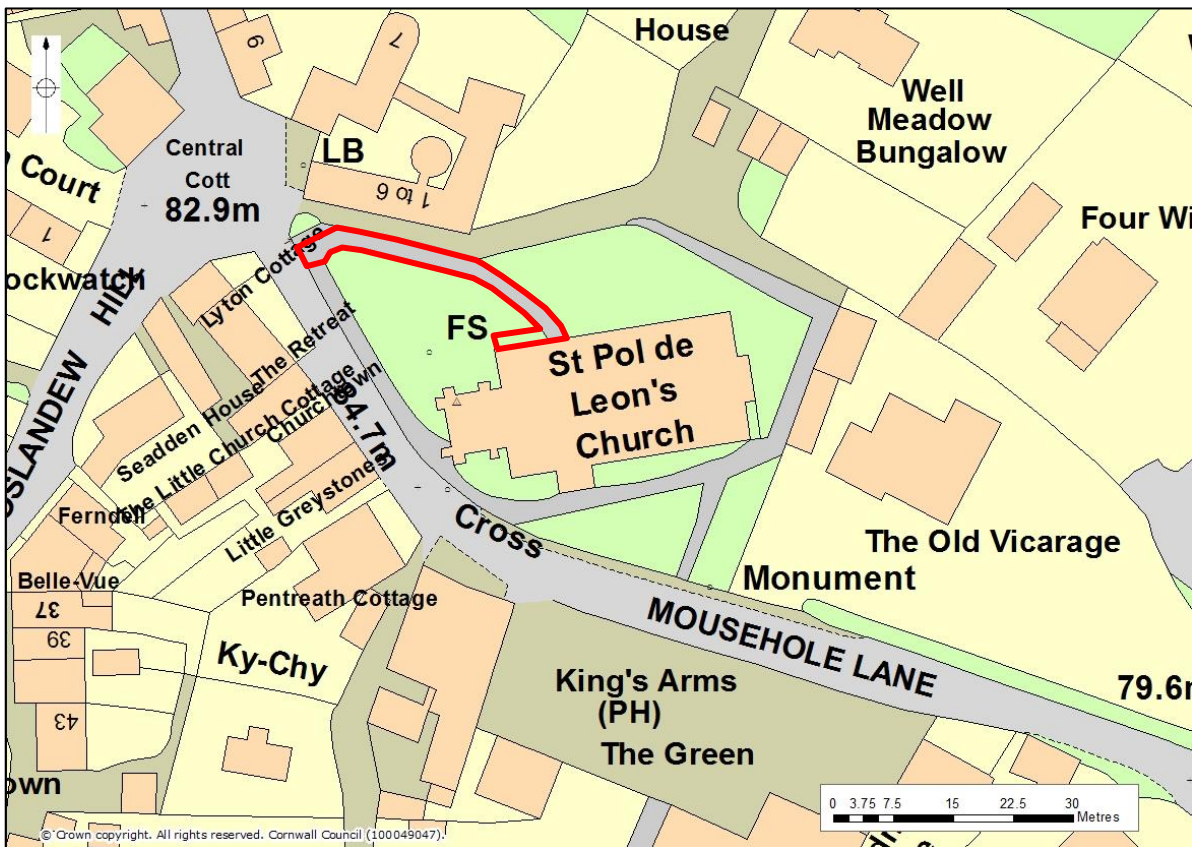 House
6
7
Well
Meadow
Bungalow
LB
Central
Cott
82.9m
Court
1 to 6
1
Four Wi
ockwatch
HILL
Lyton Cottage
FS
The Retreat
St Pol de
Leon's
Church
Churchtown
The Little Church Cottage
Seadden House
84.7m
OSLANDEW
Little Greystones
Ferndell
Cross
The Old Vicarage
Monument
Belle-Vue
37
Pentreath Cottage
39
MOUSEHOLE LANE
Ky-Chy
King's Arms
(PH)
79.6m
43
The Green
own
0 3.75 7.5 15 22.5 30
Metres
© Crown copyright. All rights reserved. Cornwall Council (100049047).